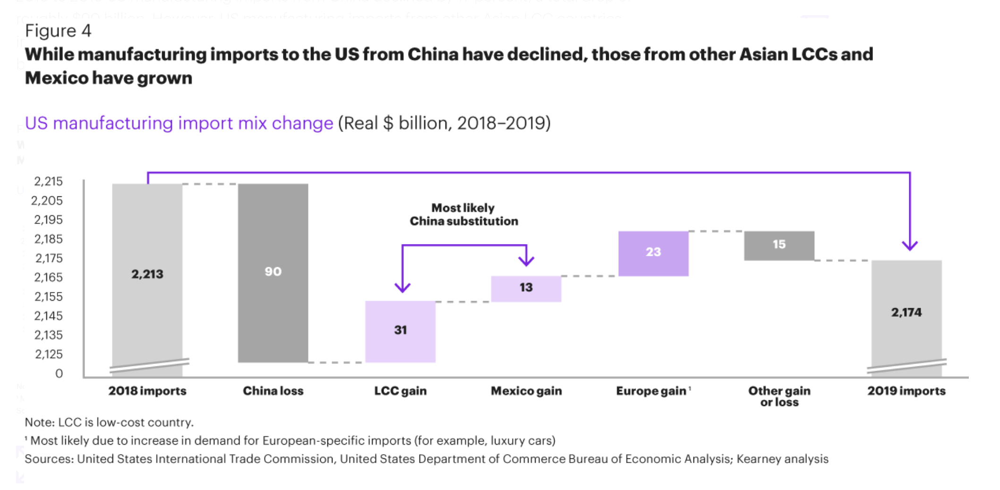 Figure 4
While manufacturing imports to the US from China have declined, those from other Asian LCCs and
Mexico have grown
US manufacturing import mix change (Real $ billion, 2018–2019)
2,215
2,205
2,195
2,185
2,175
2,165
2,155
2,145
2,135
2,125
0
2,213
90
Most likely
China substitution
31
13
23
15
2,174
2018 imports
China loss
LCC gain
Mexico gain
Europe gain ¹
Other gain
or loss
2019 imports
Note: LCC is low-cost country.
¹ Most likely due to increase in demand for European-specific imports (for example, luxury cars)
Sources: United States International Trade Commission, United States Department of Commerce Bureau of Economic Analysis; Kearney analysis